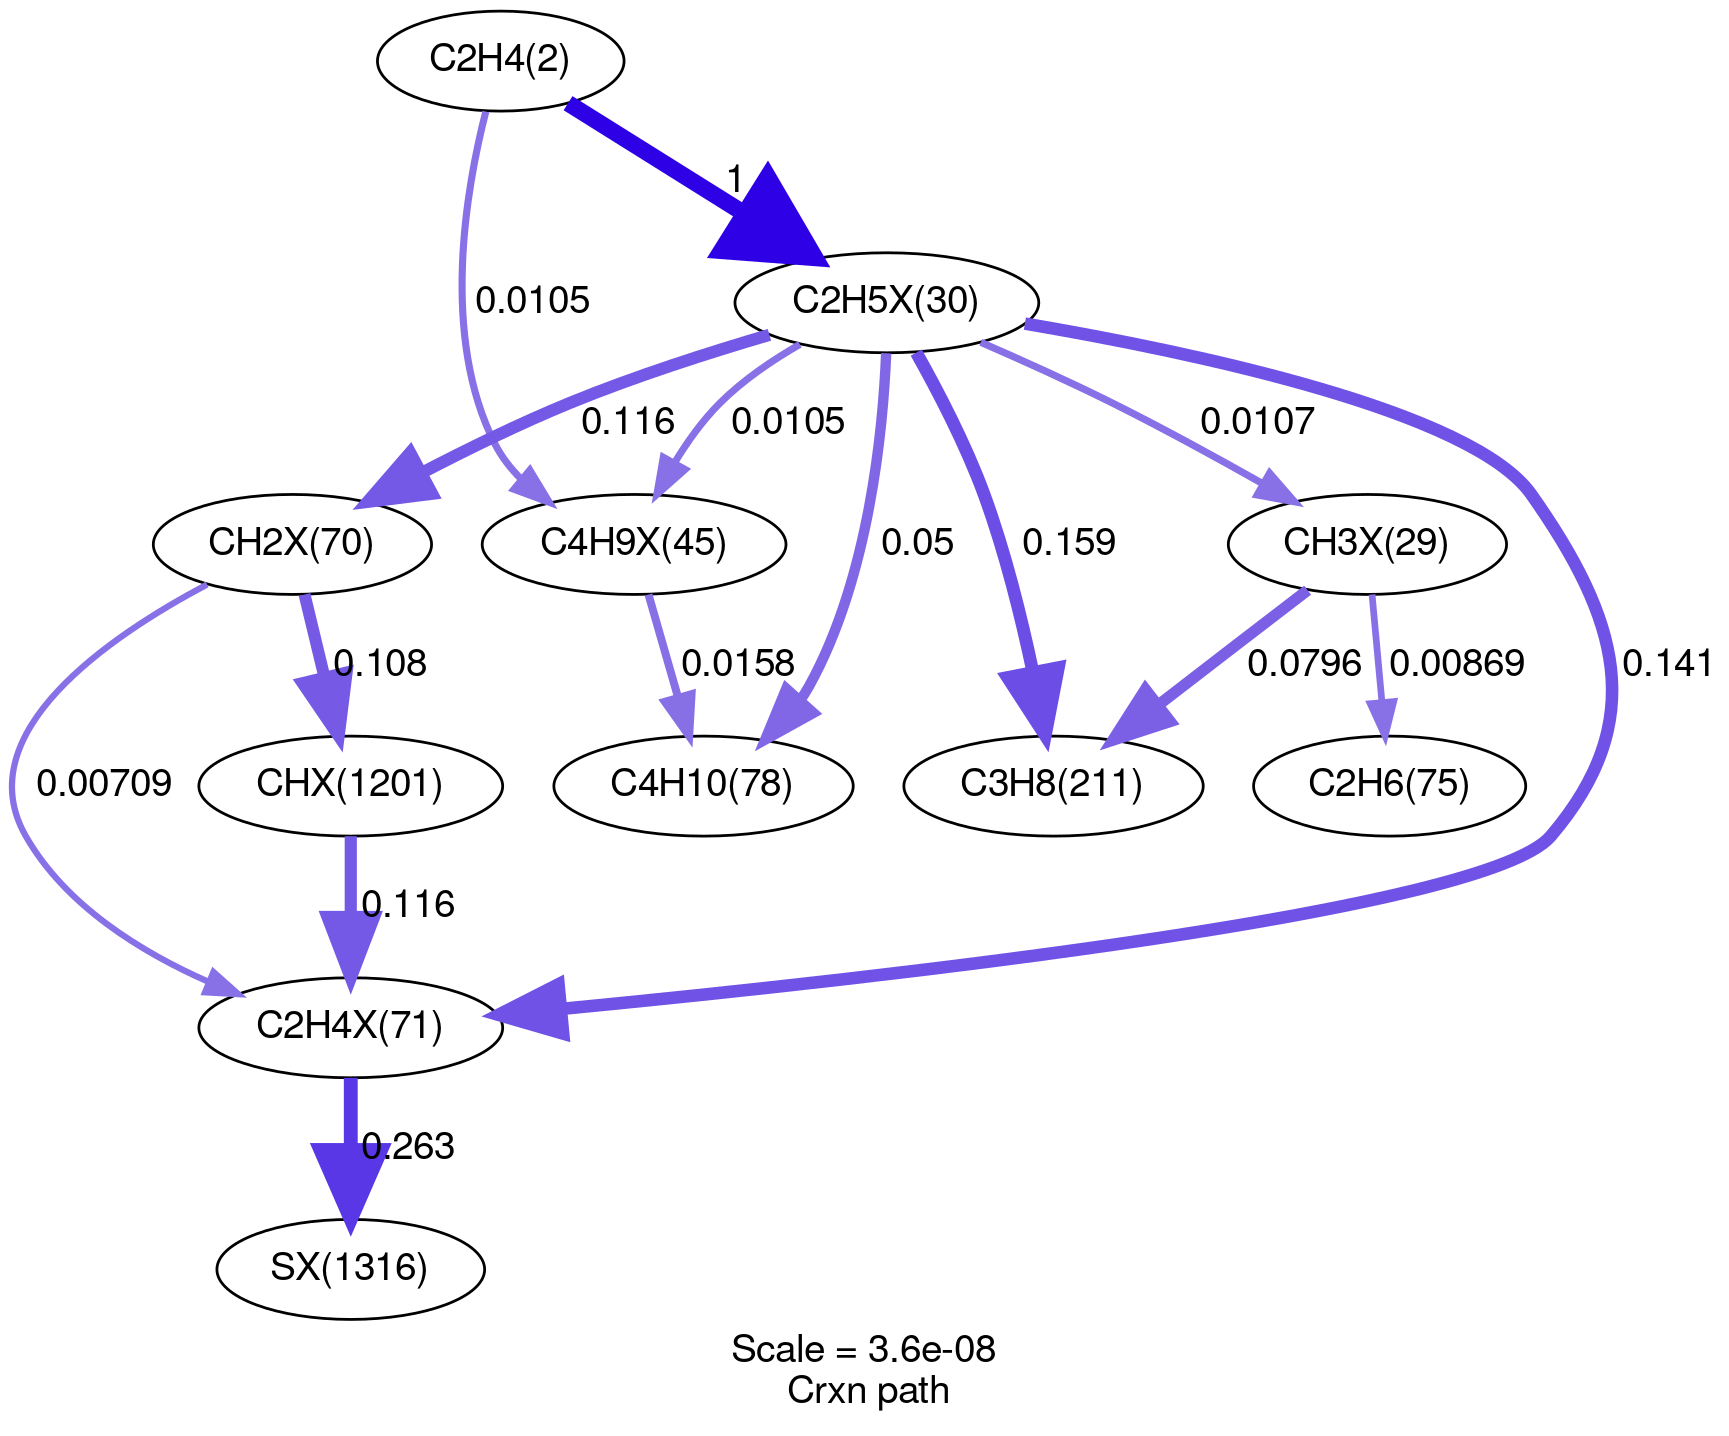 C2H4(2)
1
C2H5X(30)
0.0105
0.116
0.0105
0.0107
CH2X(70)
C4H9X(45)
0.05
0.159
CH3X(29)
0.108
0.0158
0.0796
0.00869
0.141
0.00709
CHX(1201)
C4H10(78)
C3H8(211)
C2H6(75)
0.116
C2H4X(71)
0.263
SX(1316)
Scale = 3.6e-08
Crxn path